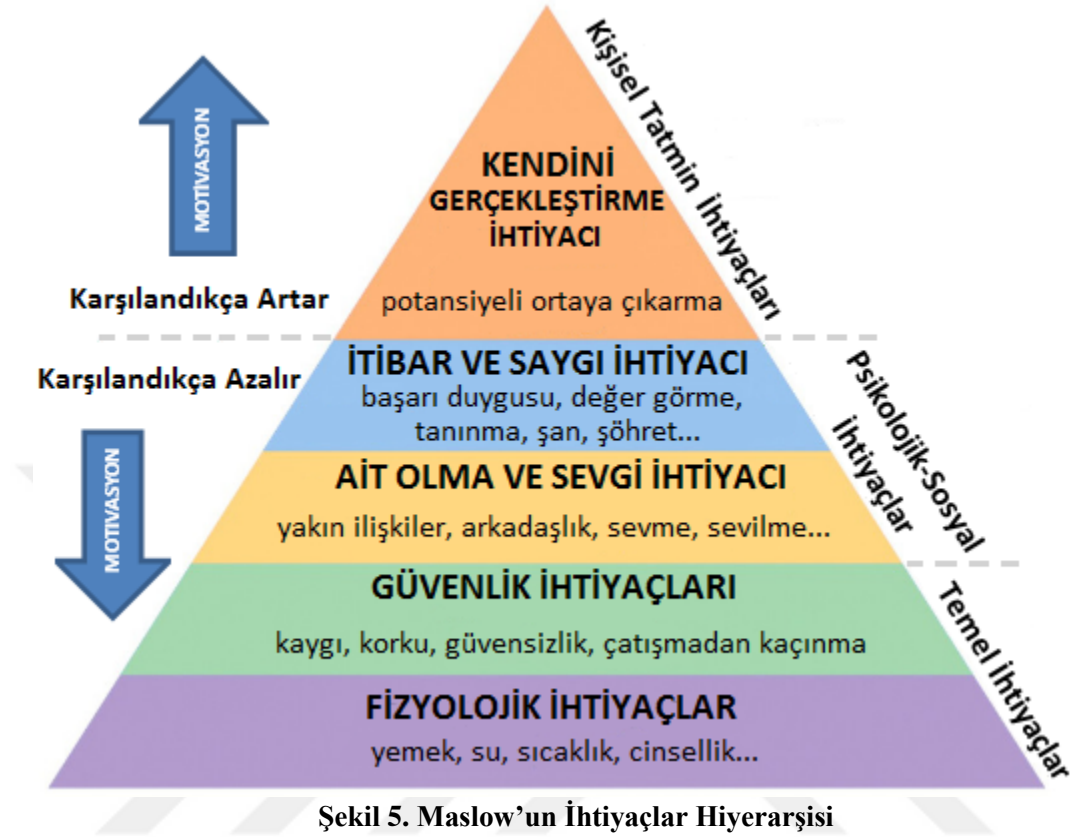 Kişisel Tatmin İhtiyaçları
MOTİVASYON
KENDİNİ
GERÇEKLEŞTİRME
İHTİYACI
Karşılandıkça Artar
potansiyeli ortaya çıkarma
Karşılandıkça Azalır
İTİBAR VE SAYGI İHTİYACI
başarı duygusu, değer görme,
tanınma, şan, şöhret...
Psikolojik-Sosyal
İhtiyaçlar
MOTİVASYON
AİT OLMA VE SEVGİ İHTİYACI
yakın ilişkiler, arkadaşlık, sevme, sevilme...
GÜVENLİK İHTİYAÇLARI
kaygı, korku, güvensizlik, çatışmadan kaçınma
Temel İhtiyaçlar
FİZYOLOJİK İHTİYAÇLAR
yemek, su, sıcaklık, cinsellik...
Şekil 5. Maslow’un İhtiyaçlar Hiyerarşisi